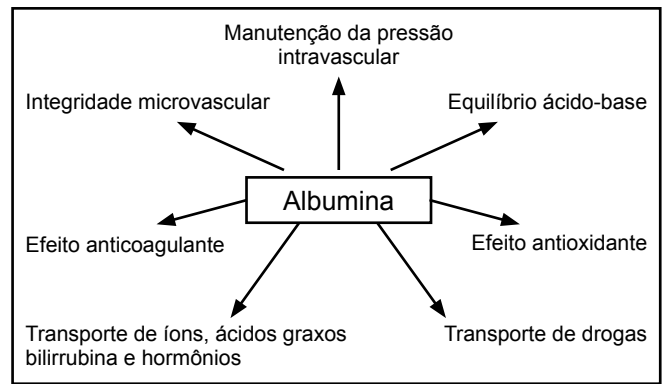 Manutenção da pressão
intravascular
Integridade microvascular
Equilíbrio ácido-base
Albumina
Efeito anticoagulante
Efeito antioxidante
Transporte de íons, ácidos graxos
bilirrubina e hormônios
Transporte de drogas